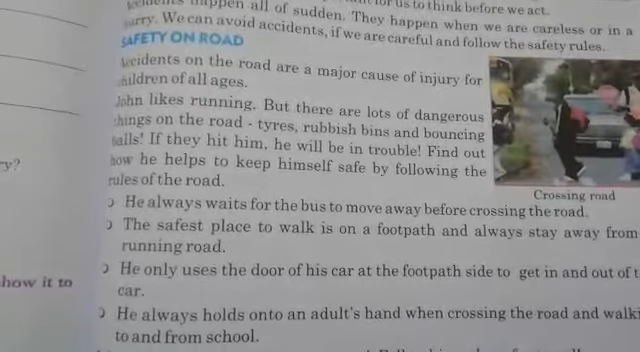 happen all of sudden. They happen when we are careless or in a
for us to think before we act.
We can avoid accidents, if we are careful and follow the safety rules.
SAFETY ON ROAD
Accidents on the road are a major cause of injury for
children of all ages.
John likes running. But there are lots of dangerous
things on the road - tyres, rubbish bins and bouncing
balls! If they hit him, he will be in trouble! Find out
how he helps to keep himself safe by following the
rules of the road.
Crossing road
He always waits for the bus to move away before crossing the road.
The safest place to walk is on a footpath and always stay away from
running road.
He only uses the door of his car at the footpath side to get in and out of t
car.
He always holds onto an adult's hand when crossing the road and walki
to and from school.
ry?
how it to